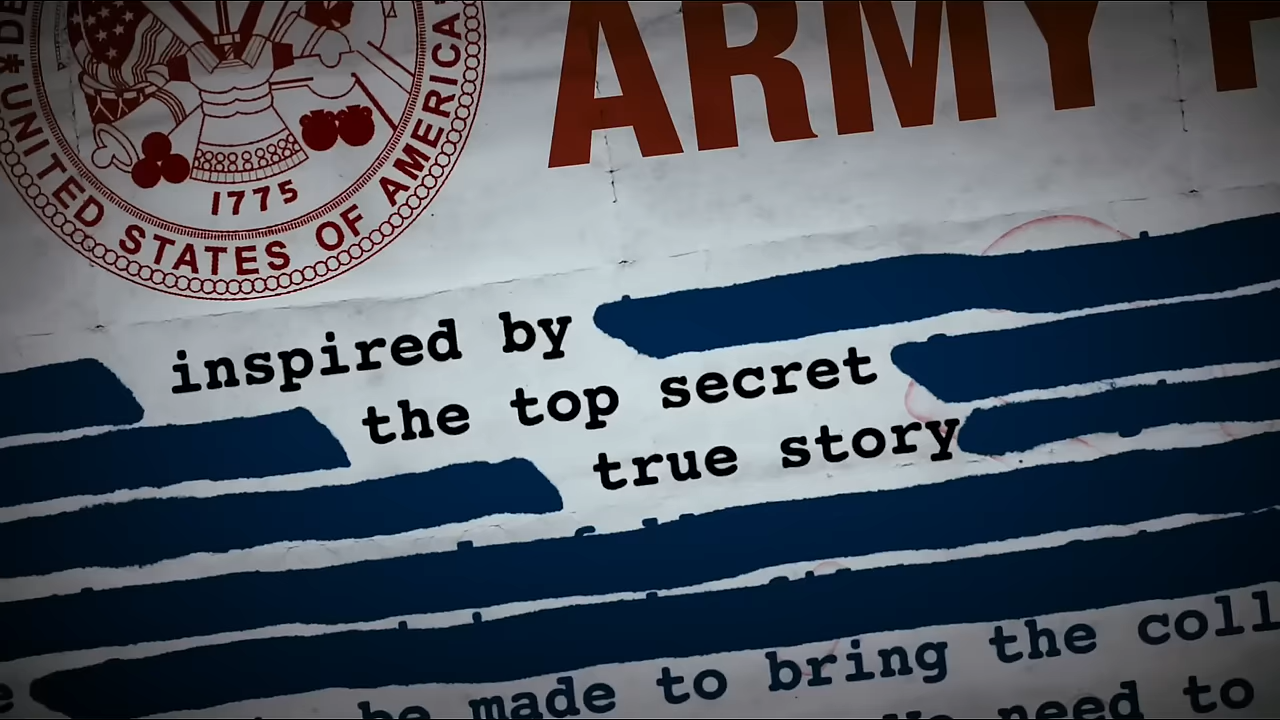 ARMY
UNITED STATES OF AMERICA
1775
inspired by
the top secret
true story
be made to bring the coll
need to